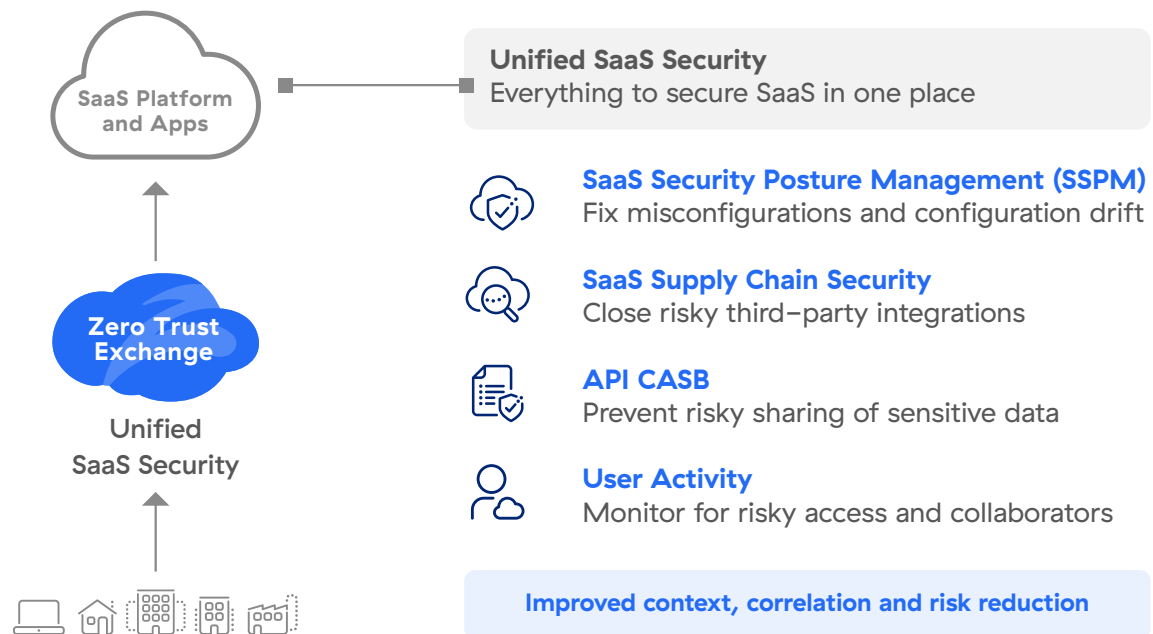 SaaS Platform
and Apps
Unified SaaS Security
Everything to secure SaaS in one place
SaaS Security Posture Management (SSPM)
Fix misconfigurations and configuration drift
SaaS Supply Chain Security
Close risky third-party integrations
Zero Trust
Exchange
API CASB
Prevent risky sharing of sensitive data
Unified
SaaS Security
User Activity
Monitor for risky access and collaborators
Improved context, correlation and risk reduction